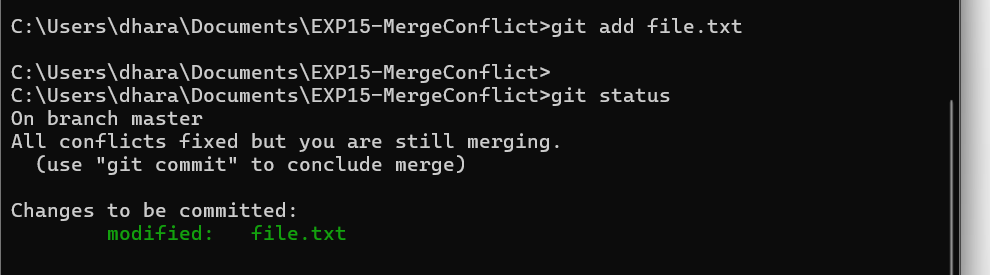 C:\Users\dhara\Documents\EXP15-MergeConflict>git add file.txt
C:\Users\dhara\Documents\EXP15-MergeConflict>
C:\Users\dhara\Documents\EXP15-MergeConflict>git status
On branch master
All conflicts fixed but you are still merging.
  (use "git commit" to conclude merge)
Changes to be committed:
        modified:   file.txt